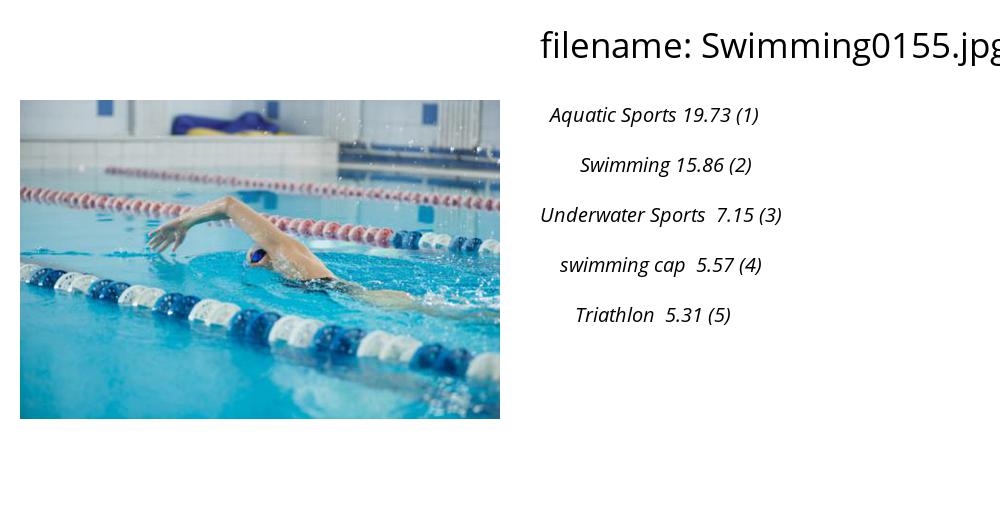 filename: Swimming0155.jpg
Aquatic Sports 19.73 (1)
Swimming 15.86 (2)
Underwater Sports 7.15 (3)
swimming cap 5.57 (4)
Triathlon 5.31 (5)